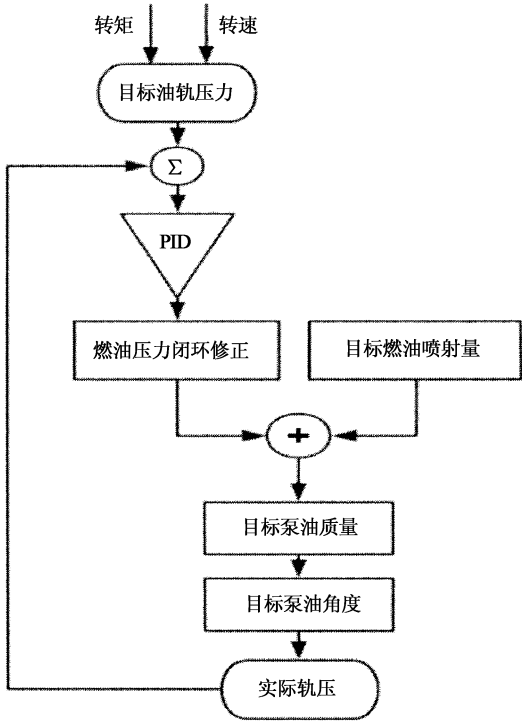 转矩
转速
目标油轨压力
Σ
PID
燃油压力闭环修正
目标燃油喷射量
+
目标泵油质量
目标泵油角度
实际轨压